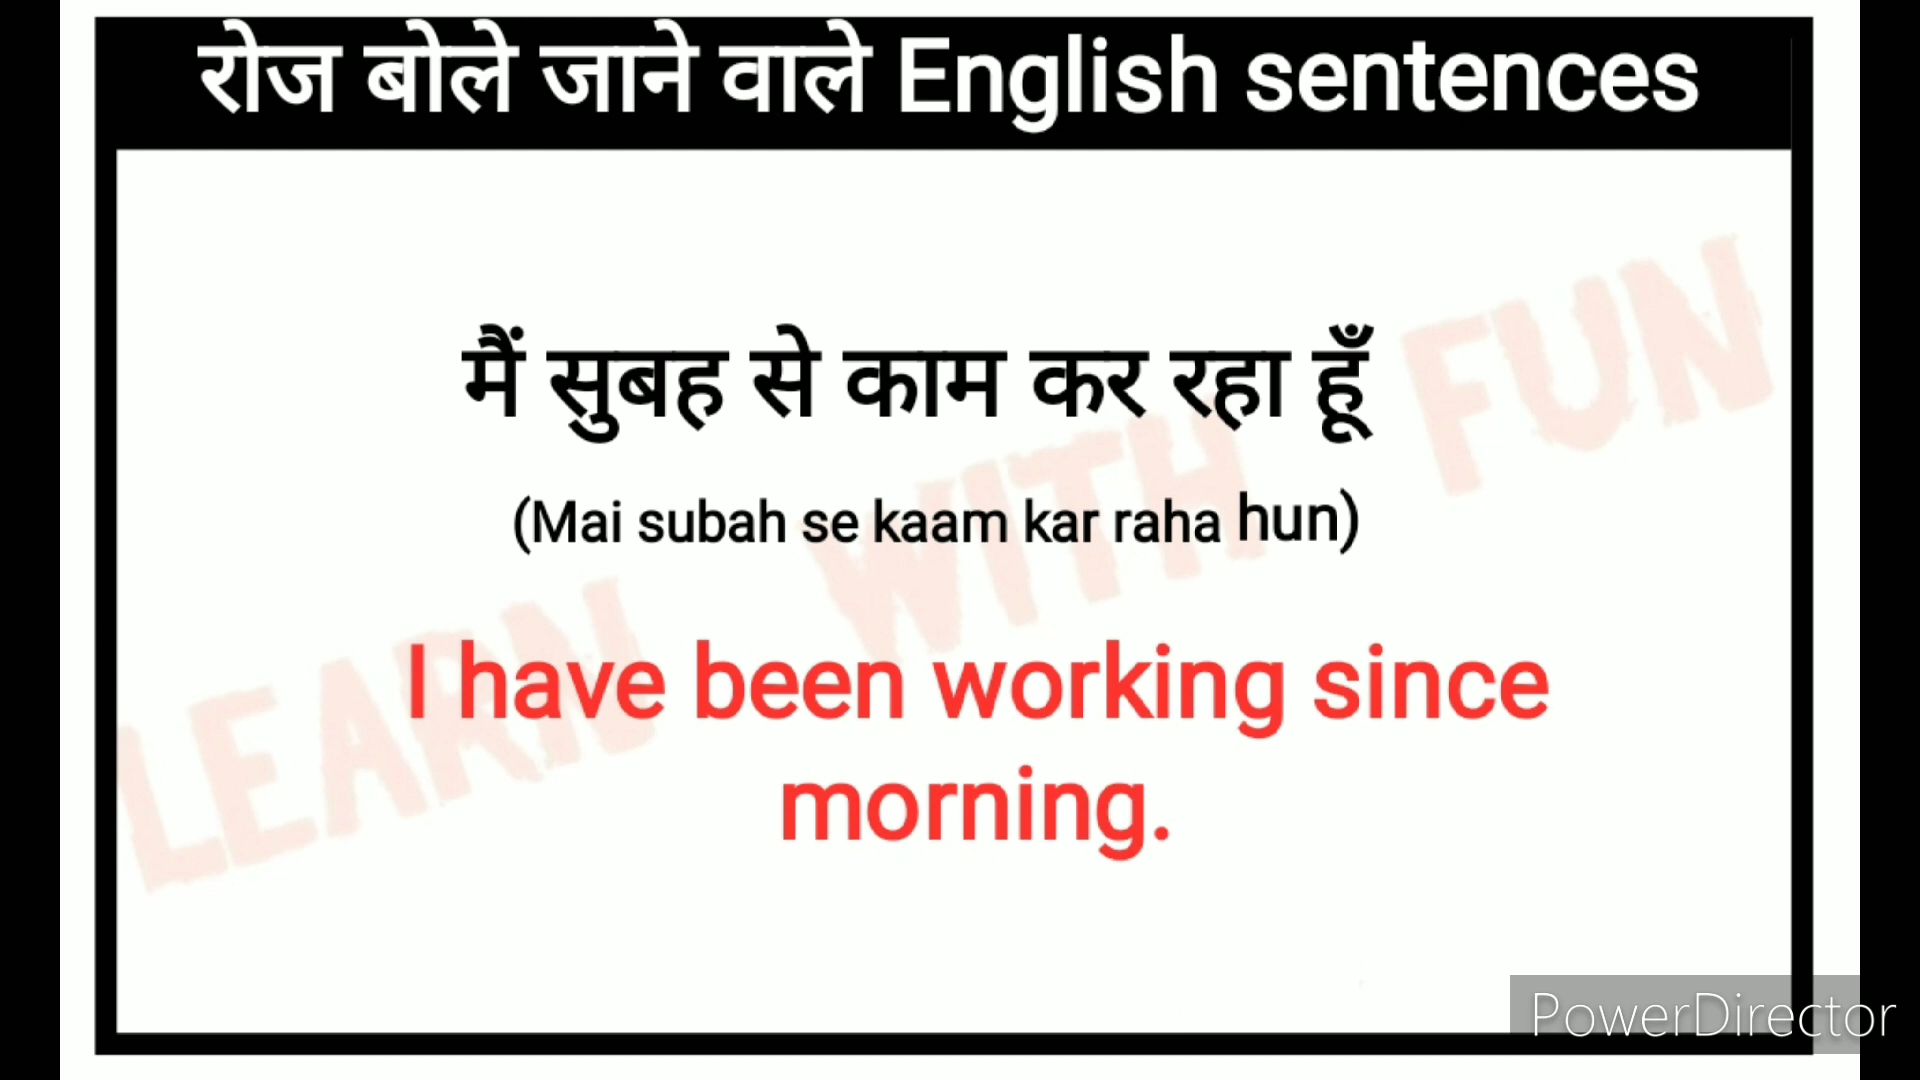 रोज बोले जाने वाले English sentences
मैं सुबह से काम कर रहा हूँ
(Mai subah se kaam kar raha hun)
I have been working since
morning.
LEARN WITH FUN
PowerDirector